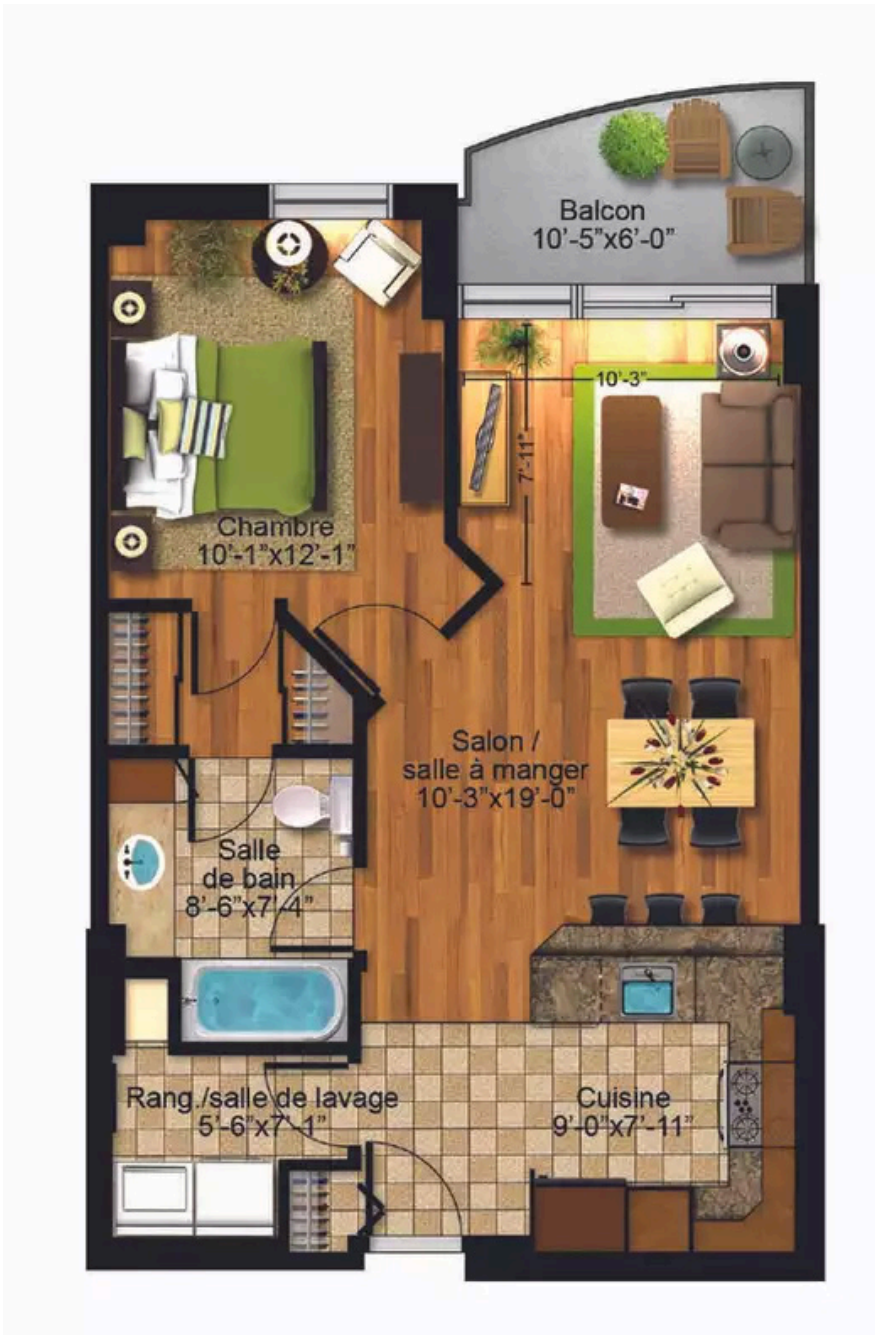 Balcon
10'-5"x6'-0"
10'-3"
7'-11"
Chambre
10'-1"x12'-1"
Salon /
salle à manger
10'-3"x19'-0"
Salle
de bain
8'-6"x7'-4"
Rang./salle de lavage
5'-6"x7'-1"
Cuisine
9'-0"x7'-11"